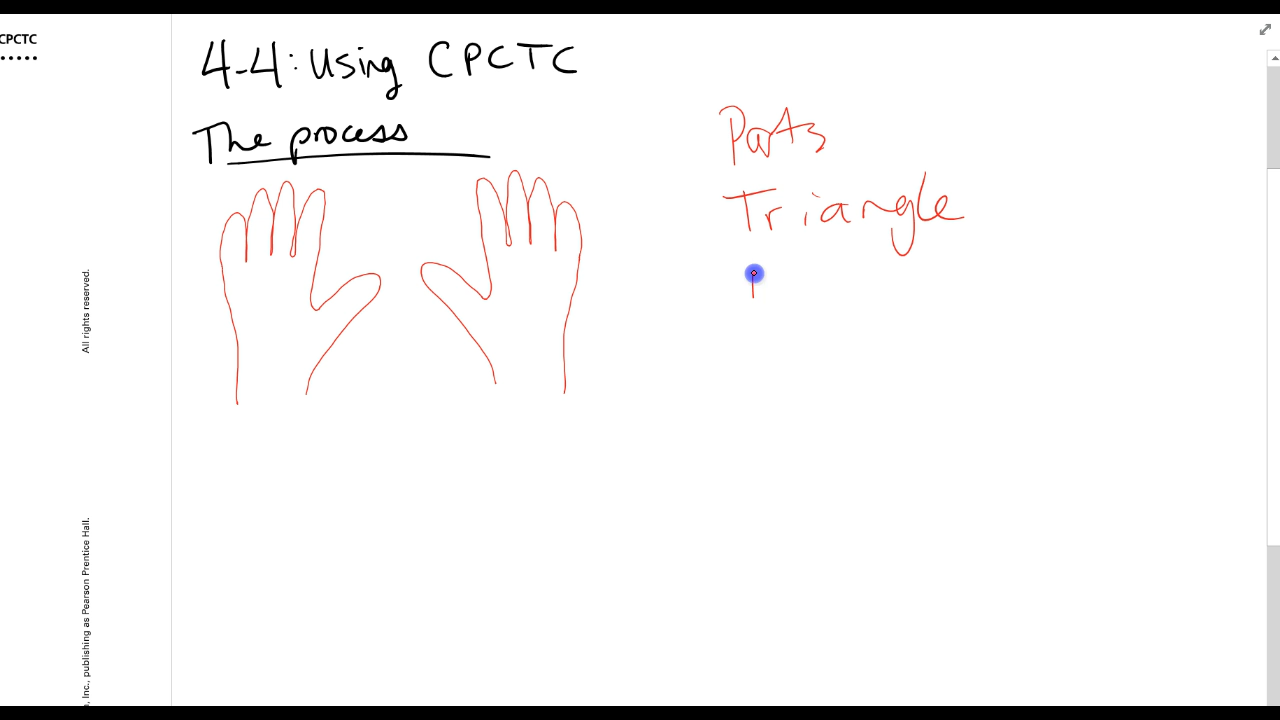 CPCTC
4-4: Using CPCTC
The process
Parts
Triangle
All rights reserved.
, Inc., publishing as Pearson Prentice Hall.